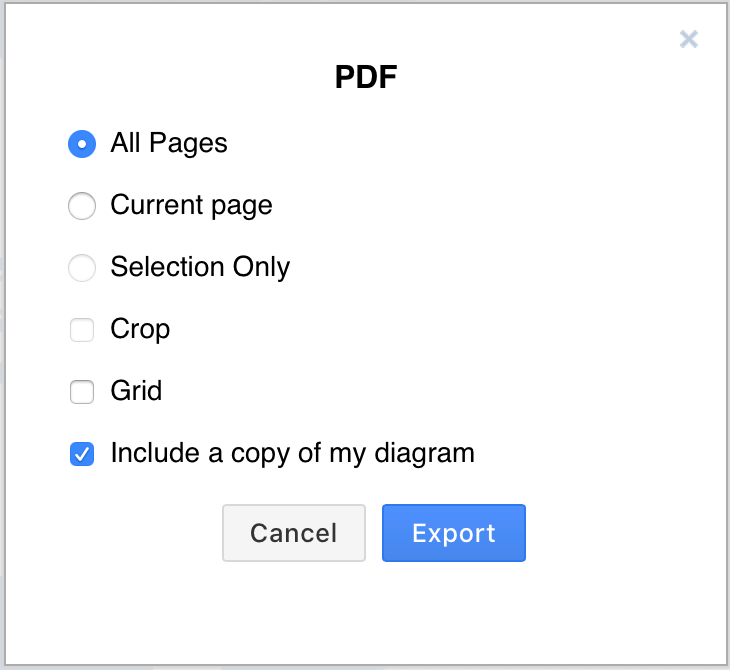 PDF
All Pages
Current page
Selection Only
Crop
Grid
Include a copy of my diagram
Cancel
Export